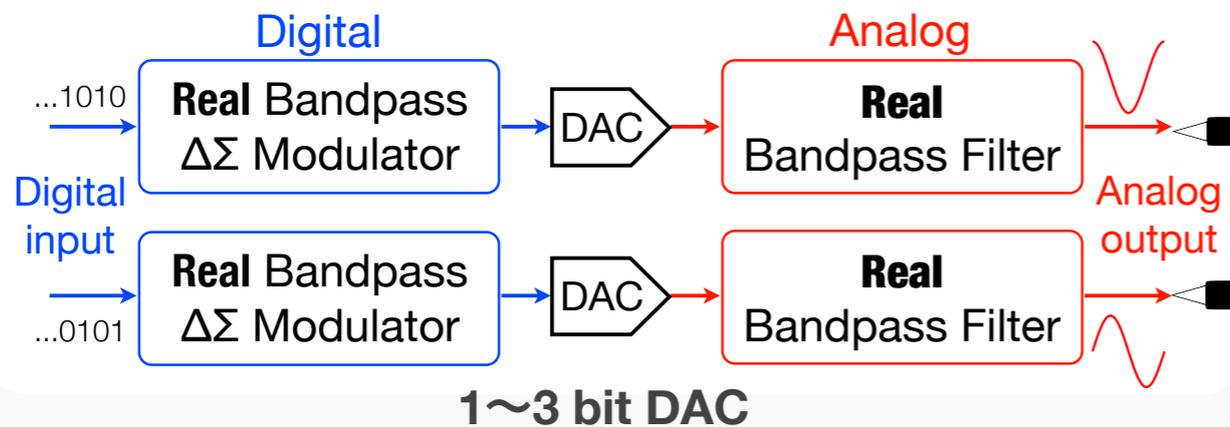 Digital
Analog
...1010
Real Bandpass
ΔΣ Modulator
DAC
Real
Bandpass Filter
Digital
input
Analog
output
...0101
Real Bandpass
ΔΣ Modulator
DAC
Real
Bandpass Filter
1〜3 bit DAC